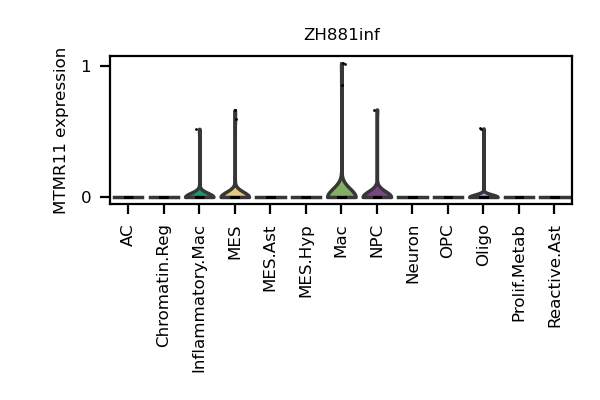 ZH881inf
MTMR11 expression
1
0
AC
Chromatin.Reg
Inflammatory.Mac
MES
MES.Ast
MES.Hyp
Mac
NPC
Neuron
OPC
Oligo
Prolif.Metab
Reactive.Ast